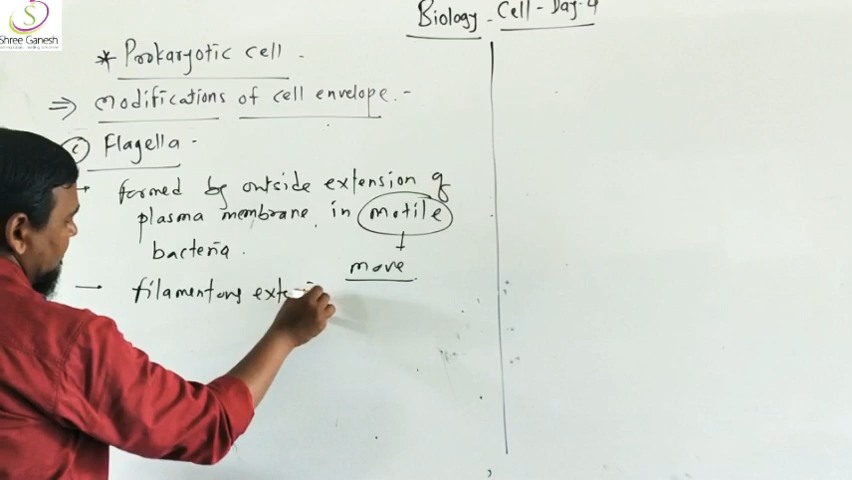 Biology - Cell - Day-4
S
Shree Ganesh
* Prokaryotic cell -
⇒ Modifications of cell envelope.-
Flagella -
→ formed by outside extension of
plasma membrane in motile
bacteria.
move
— filamentous exte